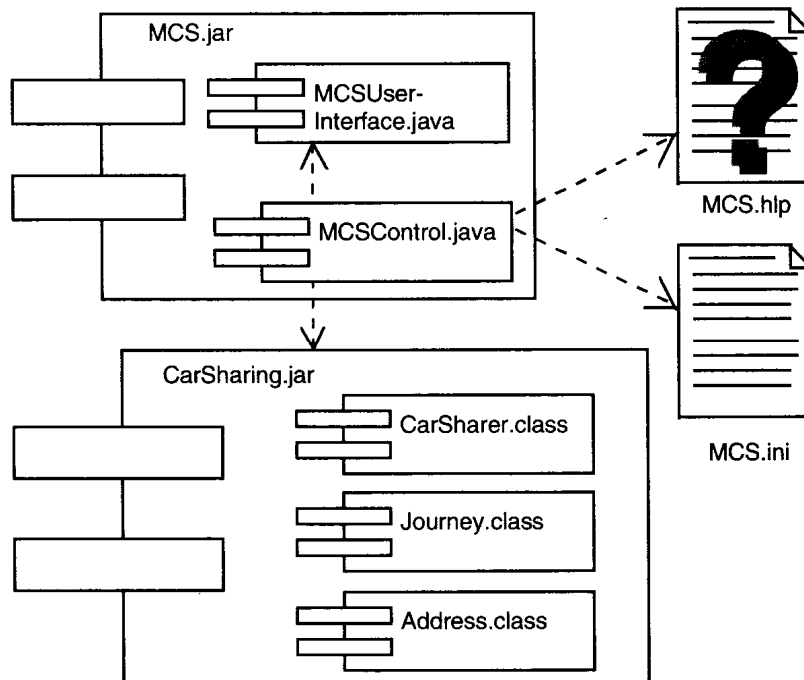 MCS.jar
MCSUser-
Interface.java
MCSControl.java
?
MCS.hlp
MCS.ini
CarSharing.jar
CarSharer.class
Journey.class
Address.class